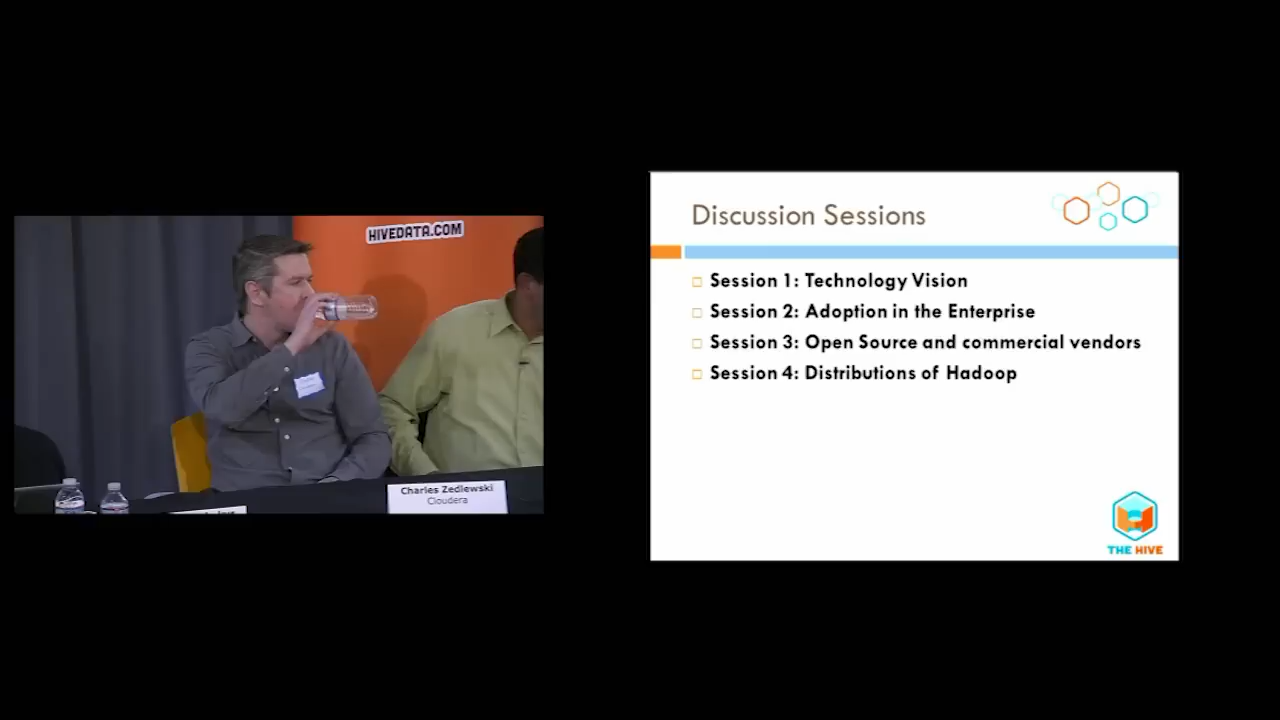 HIVEDATA.COM
Charles Zedlewski
Cloudera
Discussion Sessions
Session 1: Technology Vision
Session 2: Adoption in the Enterprise
Session 3: Open Source and commercial vendors
Session 4: Distributions of Hadoop
THE HIVE